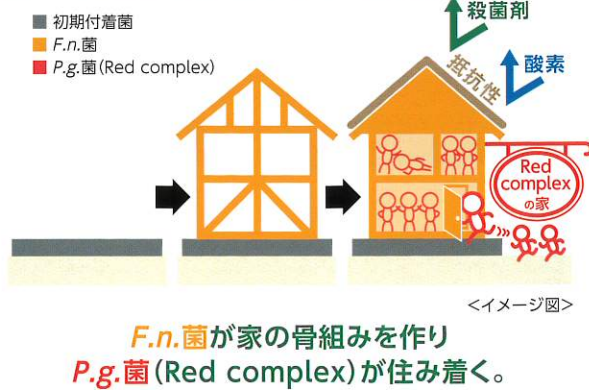 初期付着菌
F.n.菌
P.g.菌(Red complex)
殺菌剤
抵抗性
酸素
Red
complex
の家
<イメージ図>
F.n.菌が家の骨組みを作り
P.g.菌(Red complex)が住み着く。